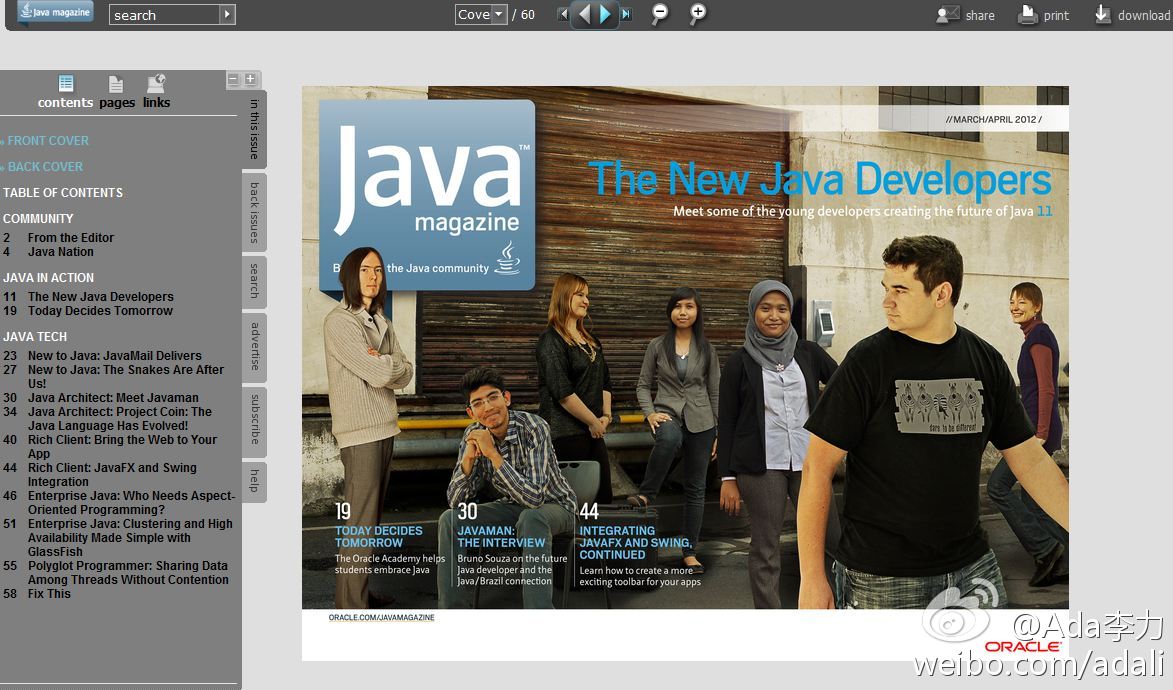 Java magazine
search
Cove / 60
share
print
download
contents pages links
in this issue
back issues
search
advertise
subscribe
help
» FRONT COVER
» BACK COVER
TABLE OF CONTENTS
COMMUNITY
2 From the Editor
4 Java Nation
JAVA IN ACTION
11 The New Java Developers
19 Today Decides Tomorrow
JAVA TECH
23 New to Java: JavaMail Delivers
27 New to Java: The Snakes Are After
Us!
30 Java Architect: Meet Javaman
34 Java Architect: Project Coin: The
Java Language Has Evolved!
40 Rich Client: Bring the Web to Your
App
44 Rich Client: JavaFX and Swing
Integration
46 Enterprise Java: Who Needs Aspect-
Oriented Programming?
51 Enterprise Java: Clustering and High
Availability Made Simple with
GlassFish
55 Polyglot Programmer: Sharing Data
Among Threads Without Contention
58 Fix This
//MARCH/APRIL 2012 /
Java™
magazine
B the Java community
The New Java Developers
Meet some of the young developers creating the future of Java 11
dare to be different
19
TODAY DECIDES
TOMORROW
The Oracle Academy helps
students embrace Java
30
JAVAMAN:
THE INTERVIEW
Bruno Souza on the future
Java developer and the
Java/Brazil connection
44
INTEGRATING
JAVAFX AND SWING,
CONTINUED
Learn how to create a more
exciting toolbar for your apps
ORACLE.COM/JAVAMAGAZINE
ORACLE
@Ada李力
weibo.com/adali